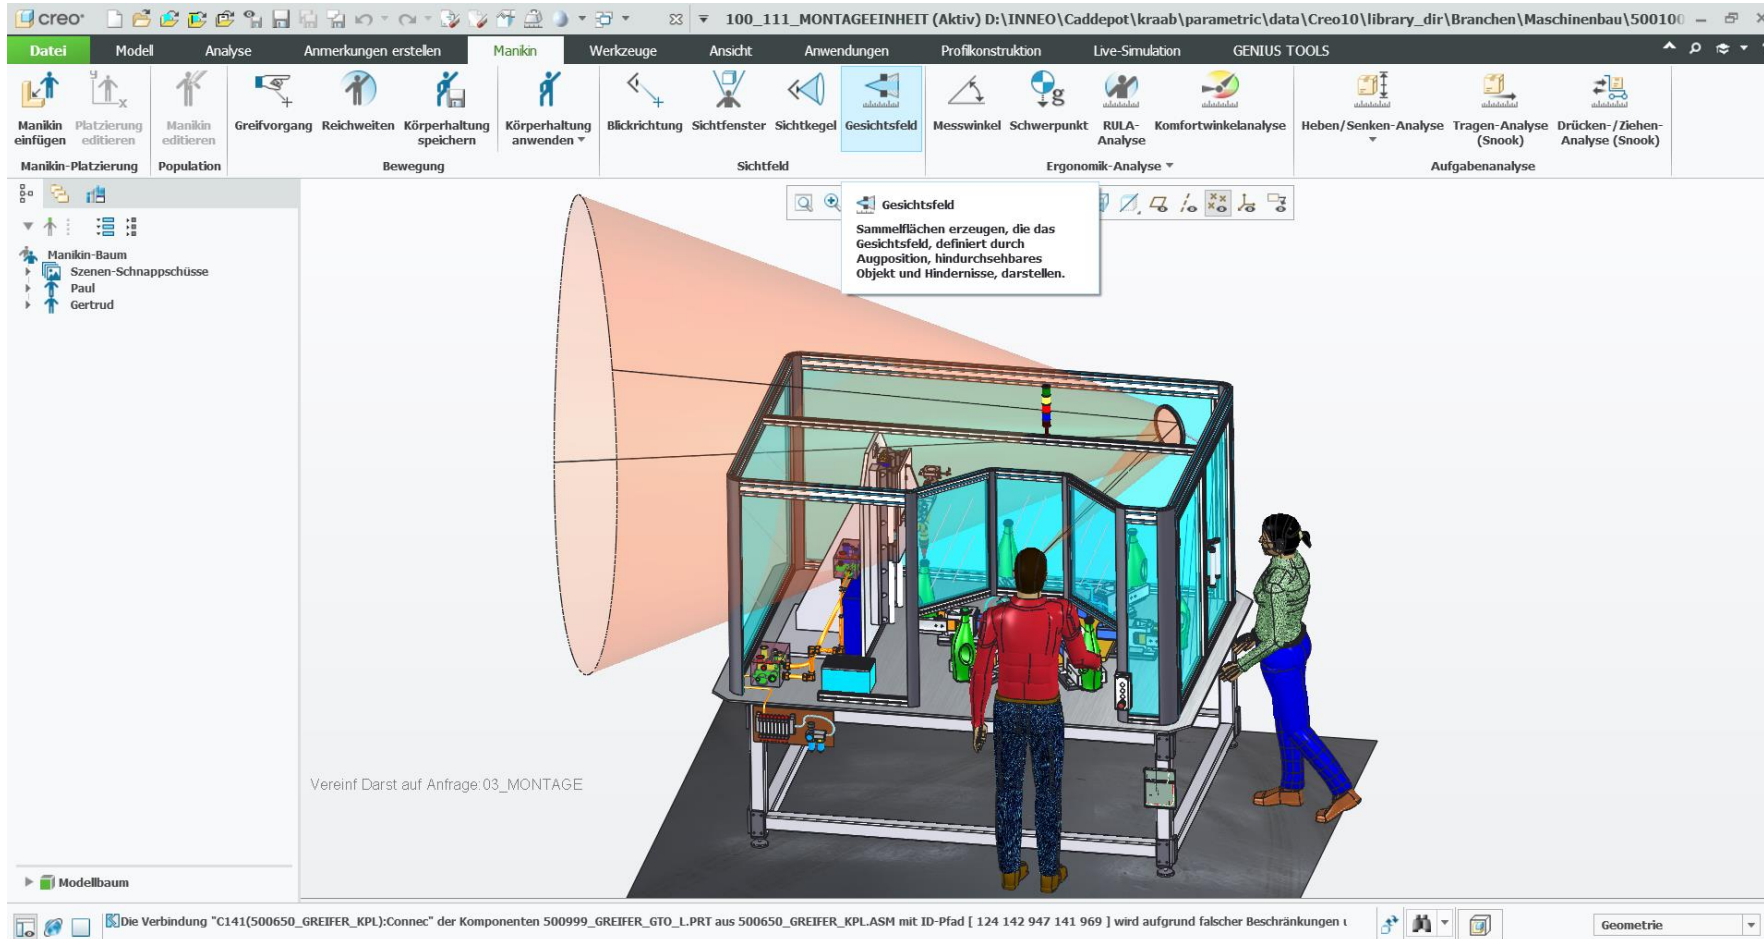 creo®
100_111_MONTAGEEINHEIT (Aktiv) D:\INNEO\Caddepot\kraab\parametric\data\Creo10\library_dir\Branchen\Maschinenbau\500100
Datei Modell Analyse Anmerkungen erstellen Manikin Werkzeuge Ansicht Anwendungen Profilkonstruktion Live-Simulation GENIUS TOOLS
Manikin einfügen
Platzierung editieren
Manikin editieren
Greifvorgang
Reichweiten
Körperhaltung speichern
Körperhaltung anwenden
Blickrichtung
Sichtfenster
Sichtkegel
Gesichtsfeld
Messwinkel
Schwerpunkt
RULA-Analyse
Komfortwinkelanalyse
Heben/Senken-Analyse
Tragen-Analyse (Snook)
Drücken-/Ziehen-Analyse (Snook)
Manikin-Platzierung Population Bewegung Sichtfeld Ergonomik-Analyse Aufgabenanalyse
Gesichtsfeld
Sammelflächen erzeugen, die das
Gesichtsfeld, definiert durch
Augposition, hindurchsehbares
Objekt und Hindernisse, darstellen.
Manikin-Baum
Szenen-Schnappschüsse
Paul
Gertrud
Vereinf Darst auf Anfrage:03_MONTAGE
Modellbaum
Die Verbindung "C141(500650_GREIFER_KPL):Connec" der Komponenten 500999_GREIFER_GTO_L.PRT aus 500650_GREIFER_KPL.ASM mit ID-Pfad [ 124 142 947 141 969 ] wird aufgrund falscher Beschränkungen
Geometrie